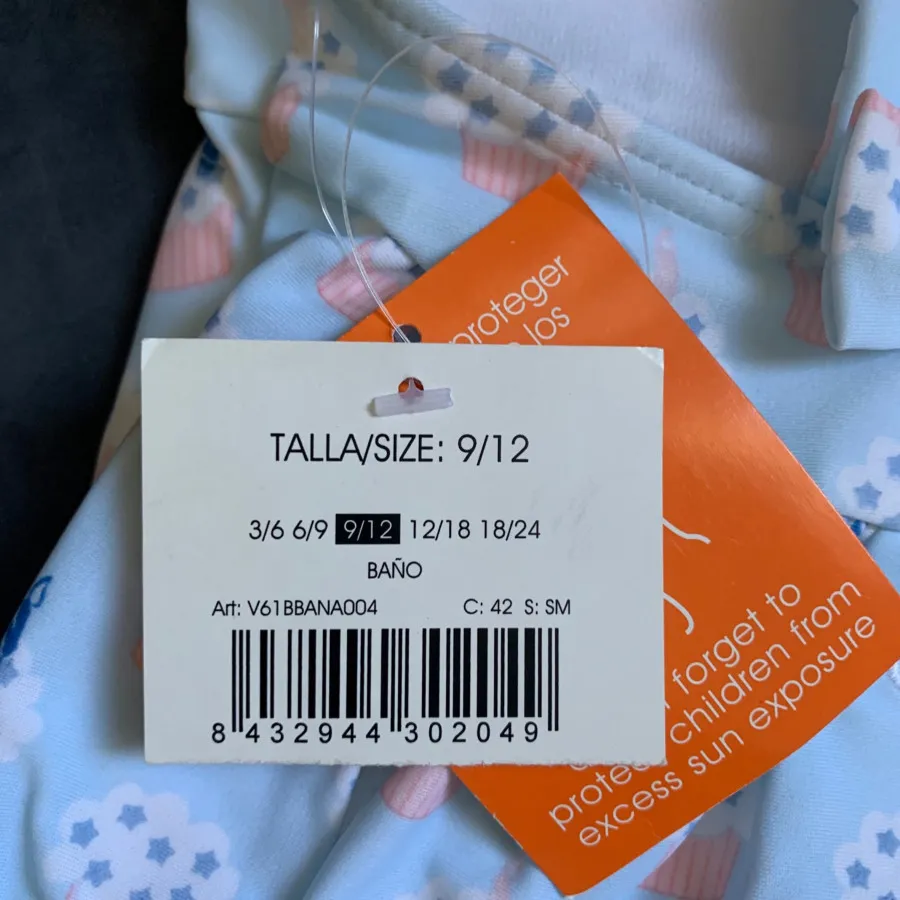 proteger
los
TALLA/SIZE: 9/12
3/6 6/9 9/12 12/18 18/24
BAÑO
Art: V61BBANA004 C: 42 S: SM
8 432944 302049
forget to
protect children from
excess sun exposure